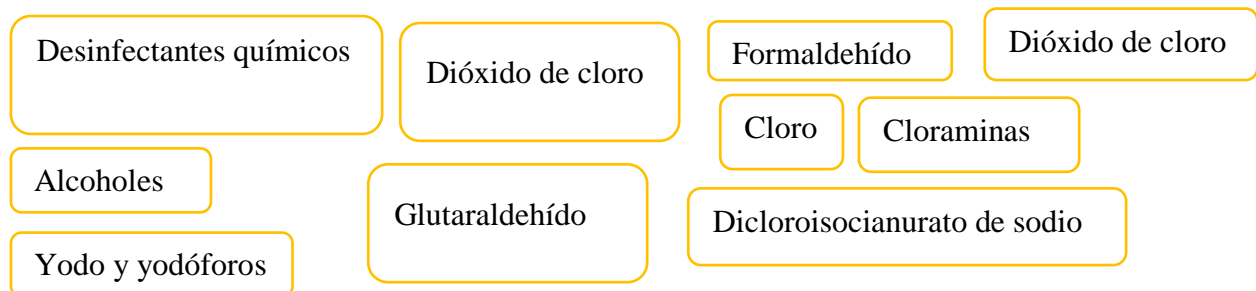 Desinfectantes químicos
Dióxido de cloro
Formaldehído
Dióxido de cloro
Cloro
Cloraminas
Alcoholes
Glutaraldehído
Dicloroisocianurato de sodio
Yodo y yodóforos